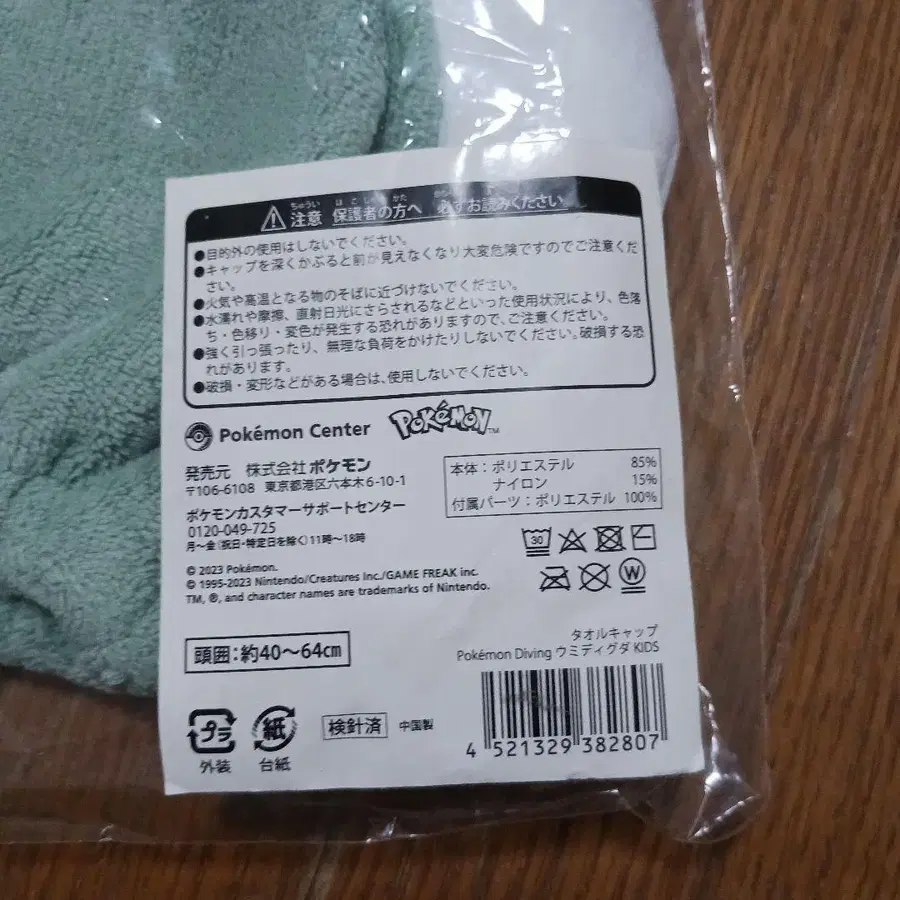 注意 保護者の方へ 必ずお読みください。
●目的外の使用はしないでください。
●キャップを深くかぶると前が見えなくなり大変危険ですのでご注意くだ
さい。
●火気や高温となる物のそばに近づけないでください。
●水濡れや摩擦、直射日光にさらされるなどといった使用状況により、色落
ち・色移り・変色が発生する恐れがありますので、ご注意ください。
●強く引っ張ったり、無理な負荷をかけたりしないでください。破損する恐
れがあります。
●破損・変形などがある場合は、使用しないでください。
Pokémon Center POKéMON™
発売元 株式会社ポケモン
〒106-6108 東京都港区六本木6-10-1
ポケモンカスタマーサポートセンター
0120-049-725
月～金(祝日・特定日を除く)11時～18時
本体:ポリエステル 85%
ナイロン 15%
付属パーツ:ポリエステル 100%
30
W
© 2023 Pokémon.
© 1995-2023 Nintendo/Creatures Inc./GAME FREAK inc.
TM, ®, and character names are trademarks of Nintendo.
頭囲:約40～64cm
タオルキャップ
Pokémon Diving ウミディグダ KIDS
プラ
外装
紙
台紙
検針済
中国製
4 521329 382807